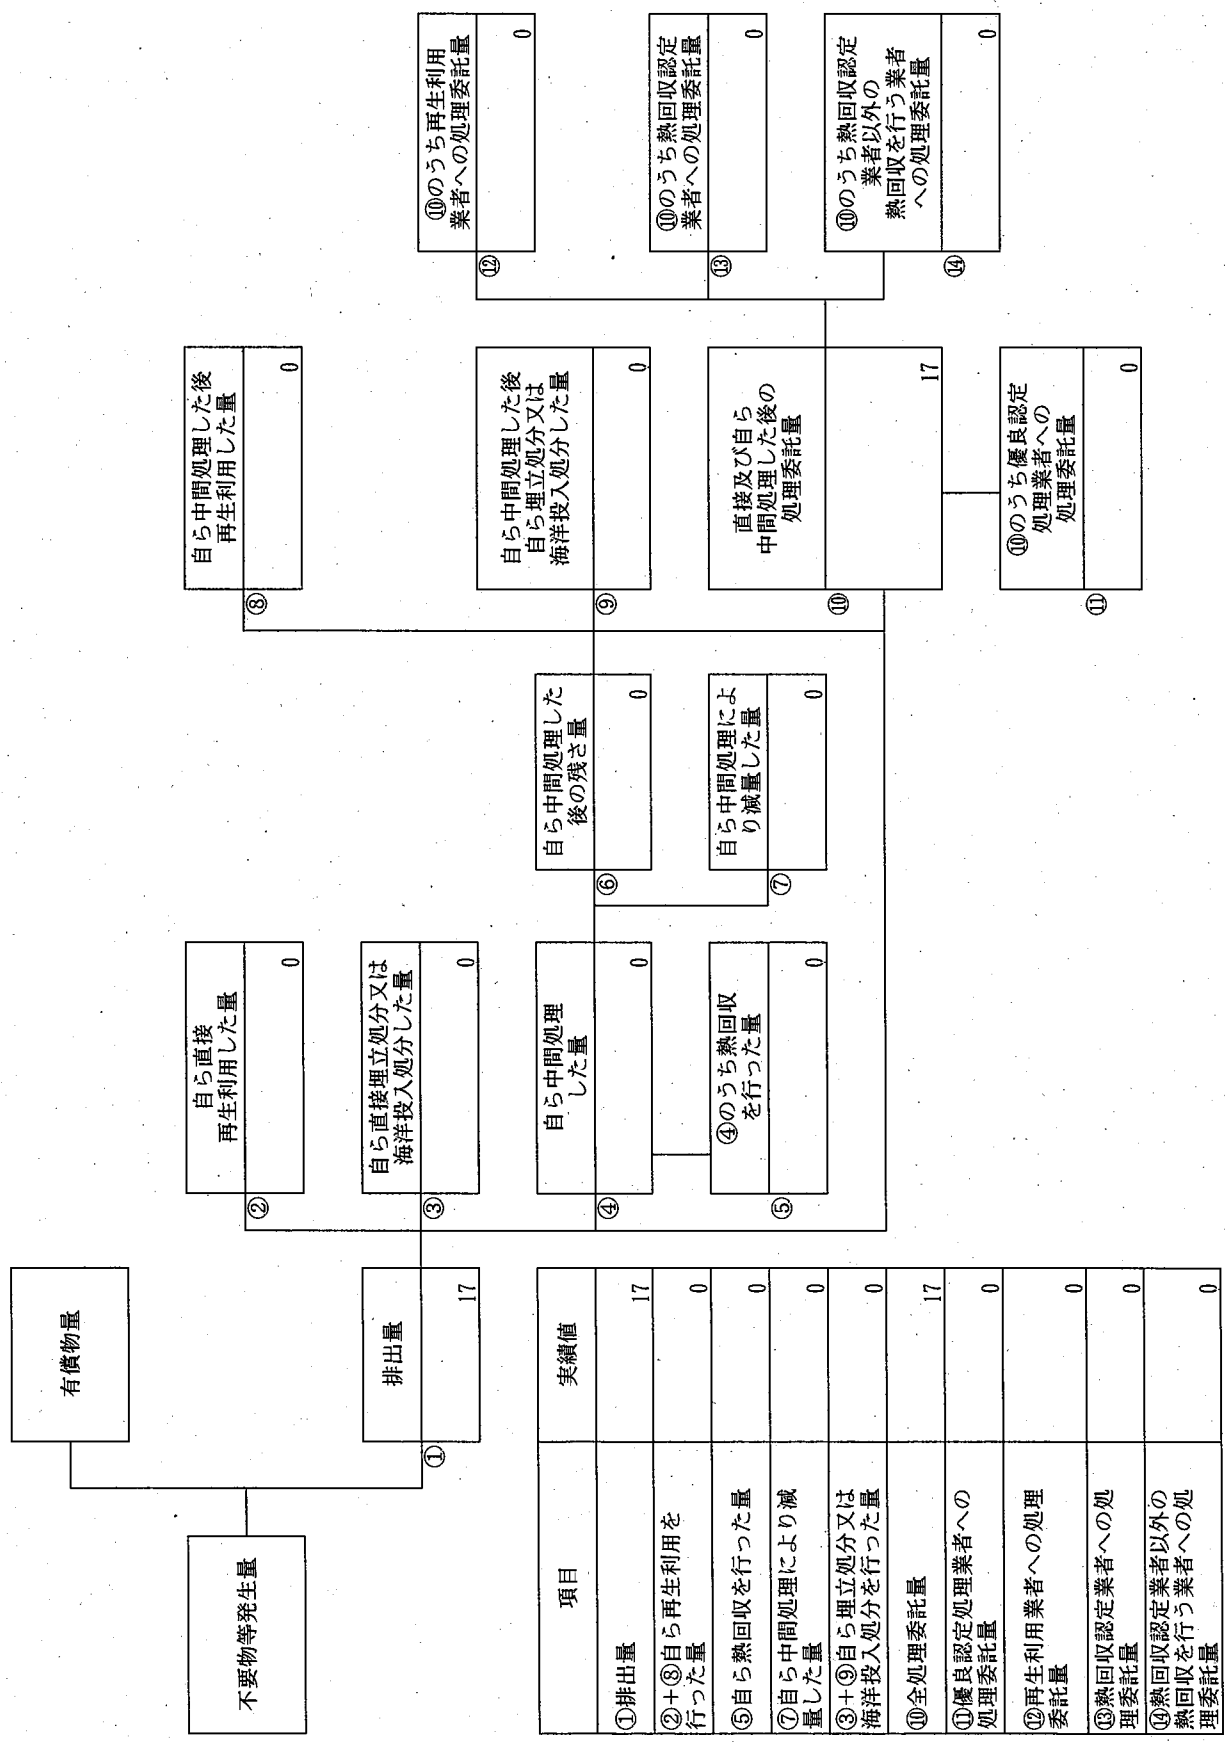 不要物等発生量
有償物量
排出量
①
17
自ら直接
再生利用した量
②
0
自ら直接埋立処分又は
海洋投入処分した量
③
0
自ら中間処理
した量
④
0
④のうち熱回収
を行った量
⑤
0
自ら中間処理した
後の残さ量
⑥
0
自ら中間処理によ
り減量した量
⑦
0
自ら中間処理した後
再生利用した量
⑧
0
自ら中間処理した後
自ら埋立処分又は
海洋投入処分した量
⑨
0
直接及び自ら
中間処理した後の
処理委託量
⑩
17
⑩のうち優良認定
処理業者への
処理委託量
⑪
0
⑩のうち再生利用
業者への処理委託量
⑫
0
⑩のうち熱回収認定
業者への処理委託量
⑬
0
⑩のうち熱回収認定
業者以外の
熱回収を行う業者
への処理委託量
⑭
0
項目 実績値
①排出量 17
②+⑧自ら再生利用を
行った量 0
⑤自ら熱回収を行った量 0
⑦自ら中間処理により減
量した量 0
③+⑨自ら埋立処分又は
海洋投入処分を行った量 0
⑩全処理委託量 17
⑪優良認定処理業者への
処理委託量 0
⑫再生利用業者への処理
委託量 0
⑬熱回収認定業者への処
理委託量 0
⑭熱回収認定業者以外の
熱回収を行う業者への処
理委託量 0